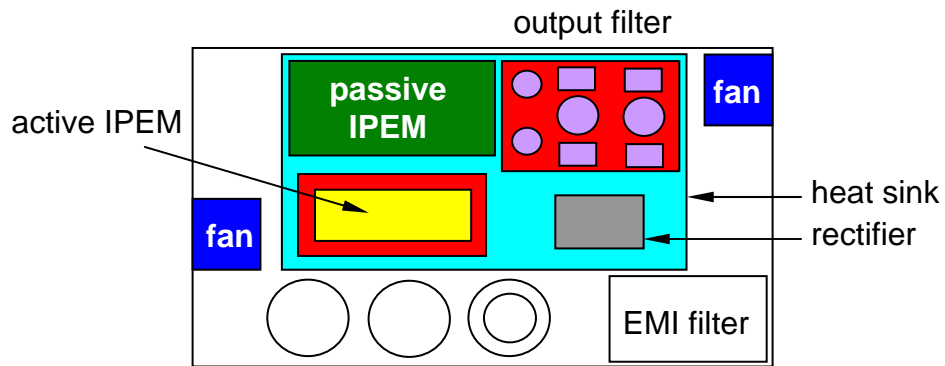 output filter
passive
IPEM
fan
active IPEM
heat sink
fan
rectifier
EMI filter